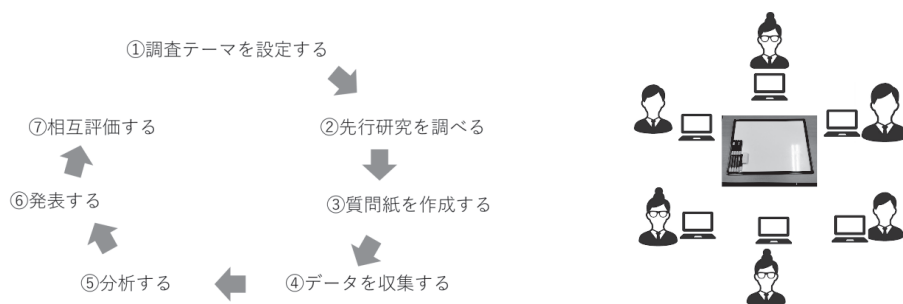 ①調査テーマを設定する
②先行研究を調べる
③質問紙を作成する
④データを収集する
⑤分析する
⑥発表する
⑦相互評価する